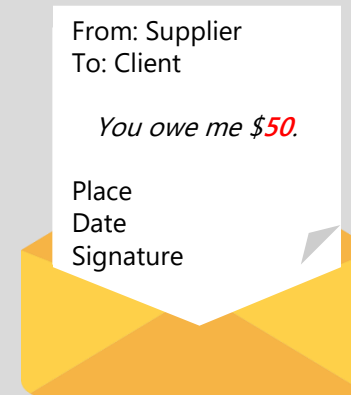 From: Supplier
To: Client
You owe me $50.
Place
Date
Signature